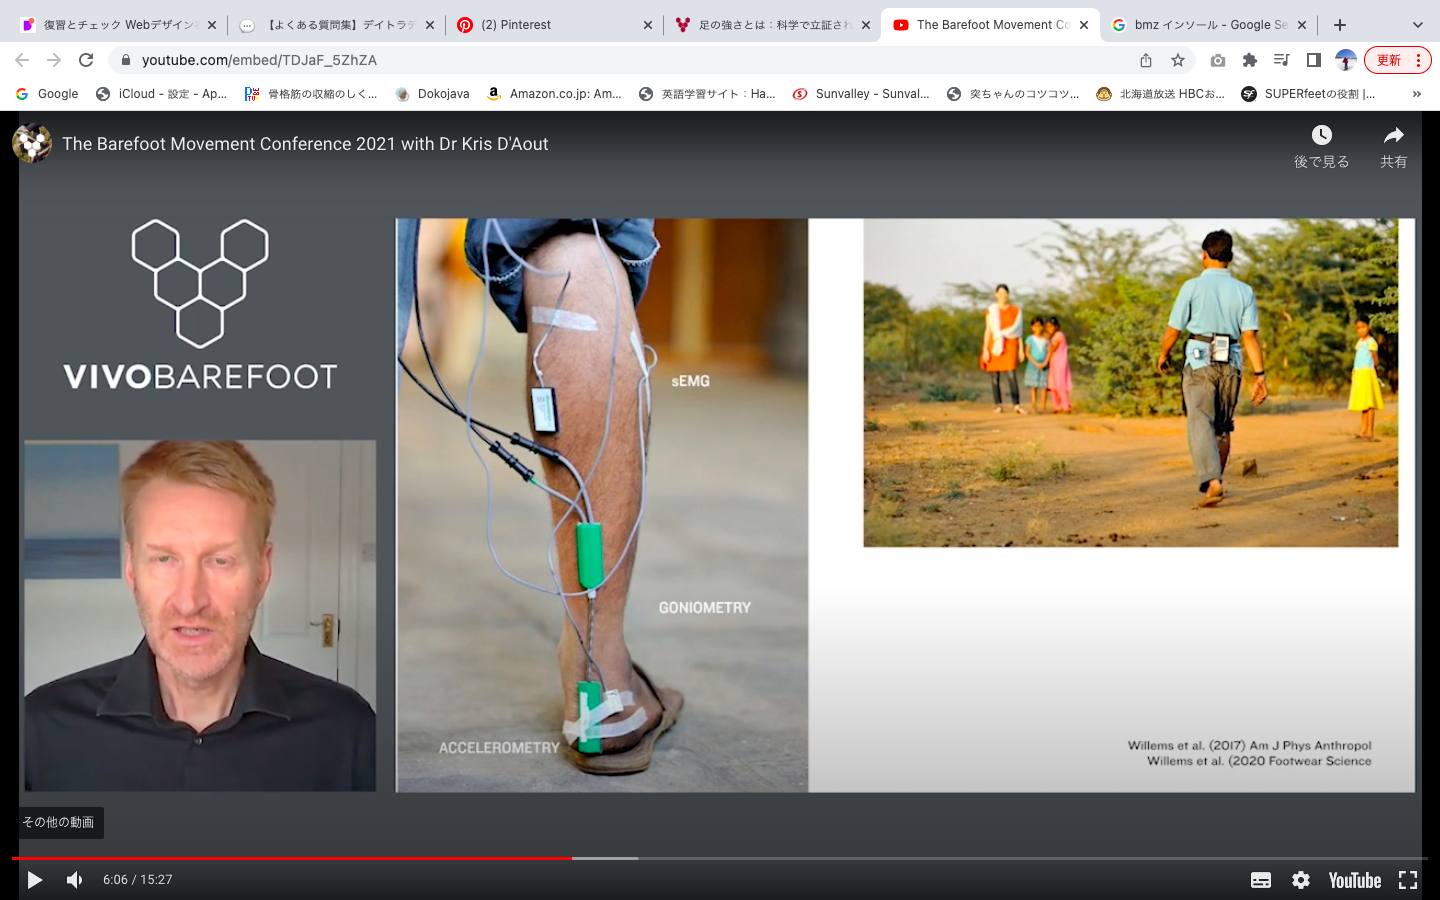 復習とチェック Webデザイン
【よくある質問集】デイトラデ
(2) Pinterest
足の強さとは：科学で立証され
The Barefoot Movement Co
bmz インソール - Google Se
youtube.com/embed/TDJaF_5ZhZA
更新
Google
iCloud - 設定 - Ap...
骨格筋の収縮のしく...
Dokojava
Amazon.co.jp: Am...
英語学習サイト：Ha...
Sunvalley - Sunval...
突ちゃんのコツコツ...
北海道放送 HBCお...
SUPERfeetの役割 |...
The Barefoot Movement Conference 2021 with Dr Kris D'Aout
後で見る
共有
VIVOBAREFOOT
sEMG
GONIOMETRY
ACCELEROMETRY
Willems et al. (2017) Am J Phys Anthropol
Willems et al. (2020 Footwear Science
その他の動画
6:06 / 15:27
YouTube